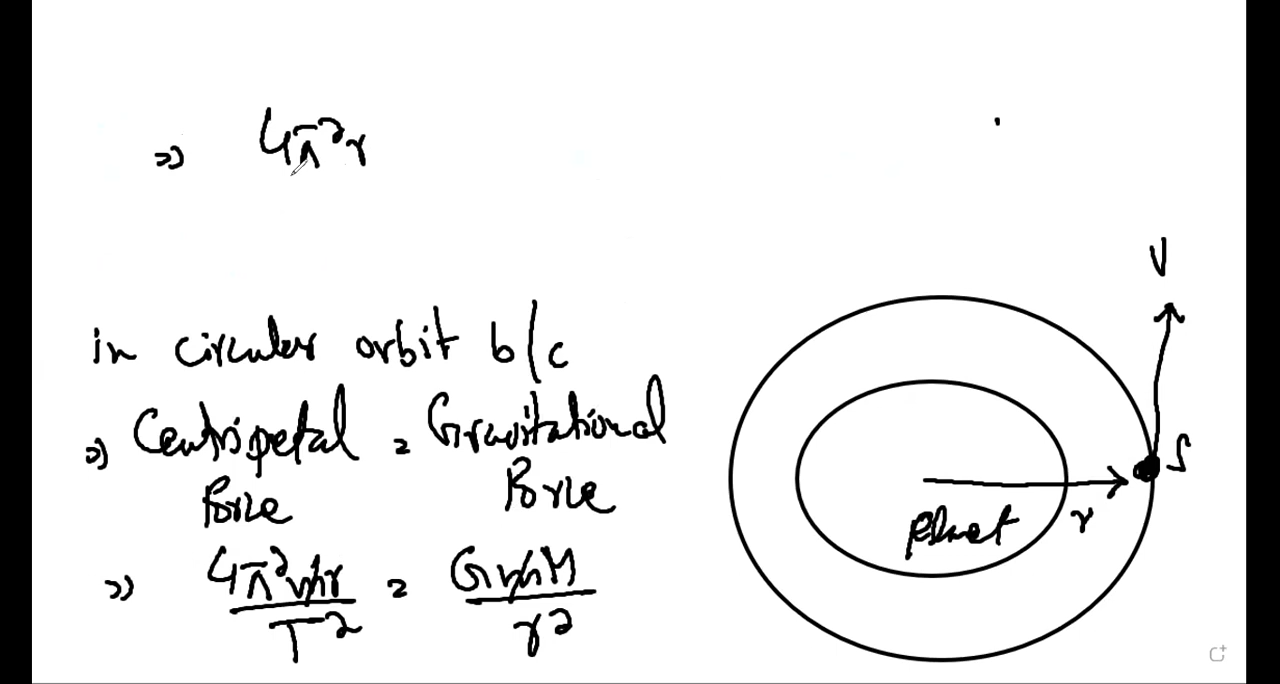 ⇒ 4π²r
in circular orbit b/c
⇒ Centripetal = Gravitational
Force Force
⇒ 4π²mr/T² = GmM/r²
V
S
r
Planet